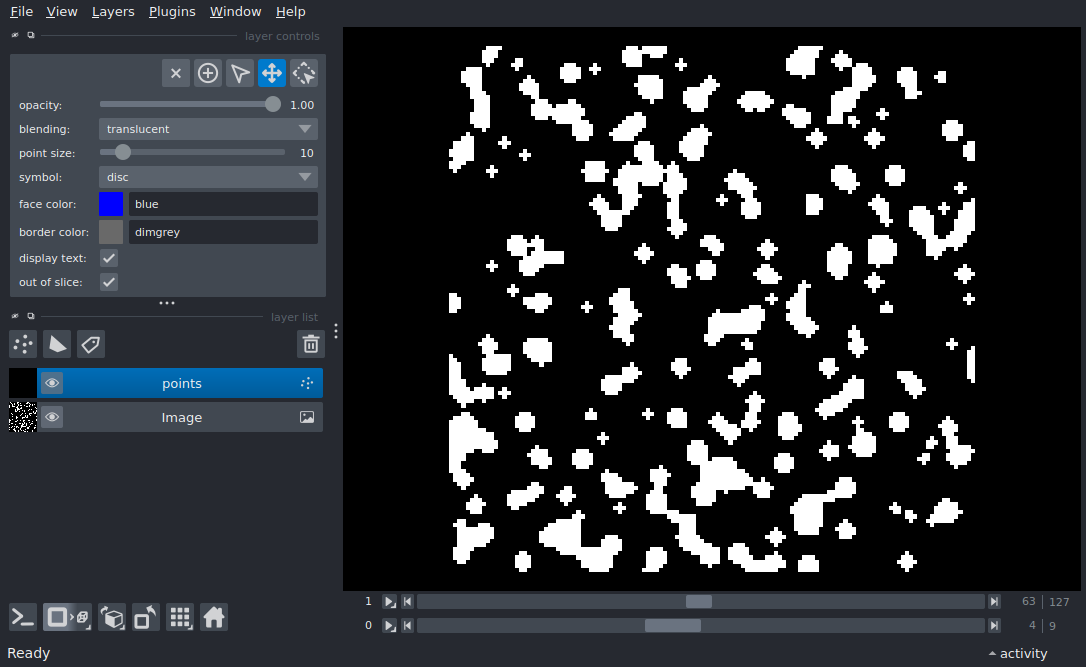 File View Layers Plugins Window Help
layer controls
opacity: 1.00
blending: translucent
point size: 10
symbol: disc
face color: blue
border color: dimgrey
display text:
out of slice:
layer list
points
Image
1 63 | 127
0 4 | 9
Ready activity